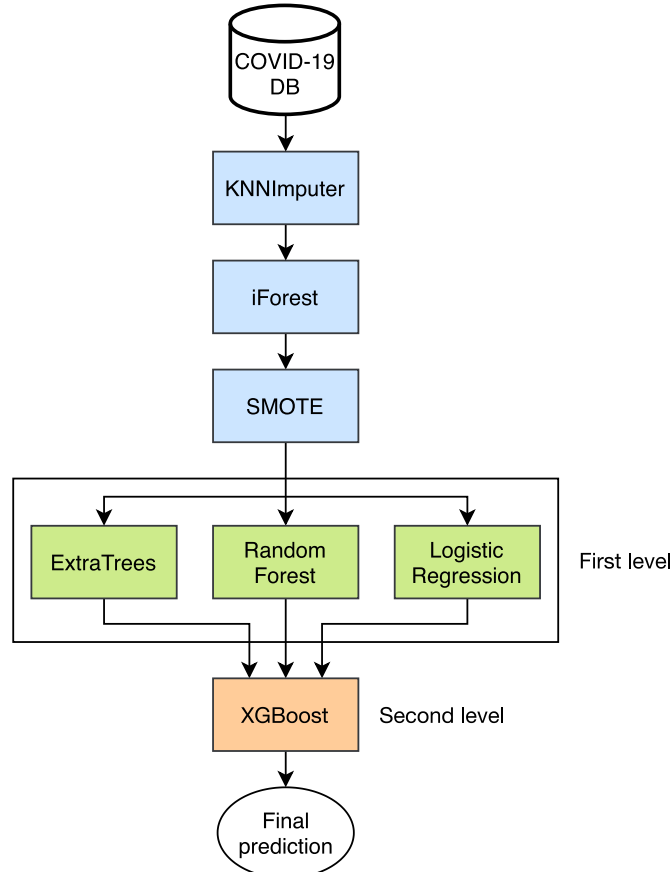 COVID-19
DB
KNNImputer
iForest
SMOTE
ExtraTrees
Random
Forest
Logistic
Regression
First level
XGBoost
Second level
Final
prediction